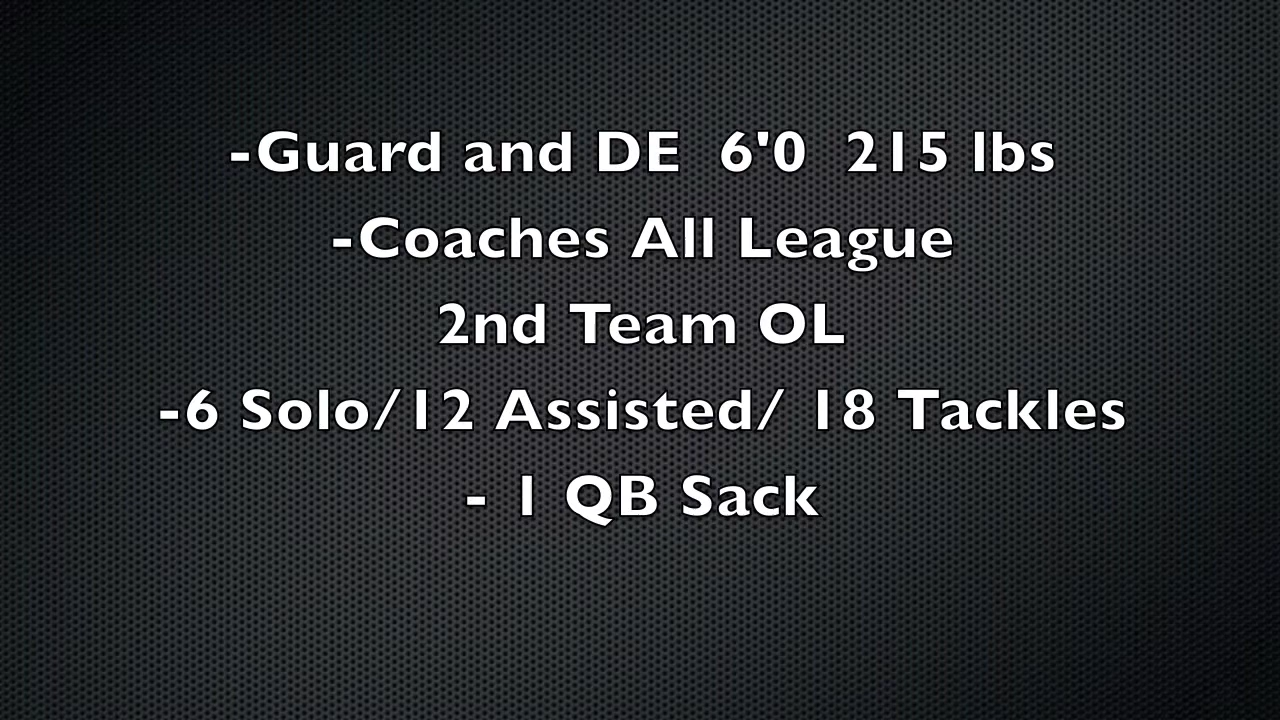 -Guard and DE  6'0  215 lbs
-Coaches All League
2nd Team OL
-6 Solo/12 Assisted/ 18 Tackles
- 1 QB Sack